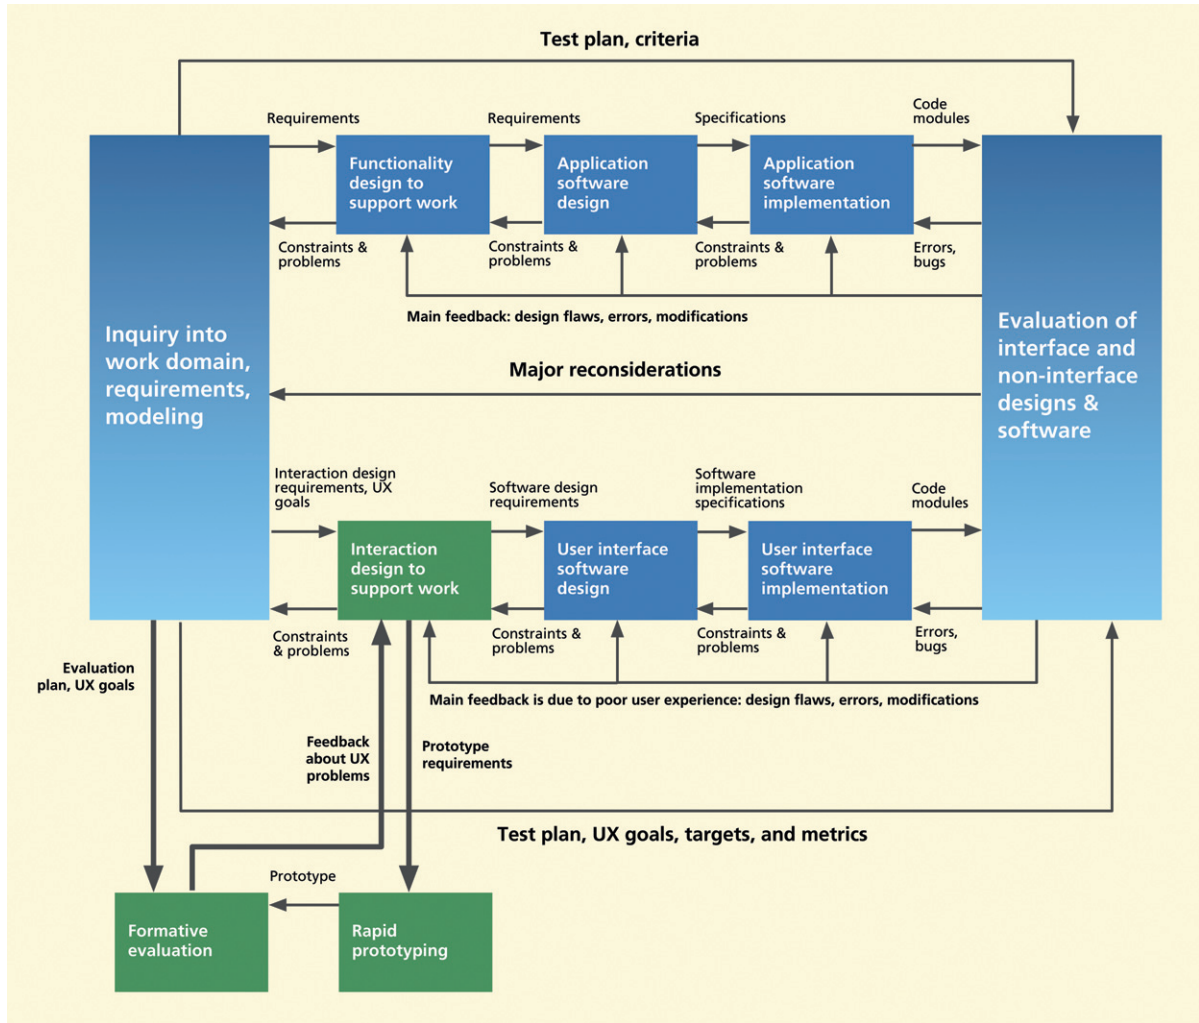 Test plan, criteria
Requirements
Requirements
Specifications
Code
modules
Functionality
design to
support work
Application
software
design
Application
software
implementation
Constraints &
problems
Constraints &
problems
Constraints &
problems
Errors,
bugs
Main feedback: design flaws, errors, modifications
Inquiry into
work domain,
requirements,
modeling
Evaluation of
interface and
non-interface
designs &
software
Major reconsiderations
Interaction design
requirements, UX
goals
Software design
requirements
Software
implementation
specifications
Code
modules
Interaction
design to
support work
User interface
software
design
User interface
software
implementation
Constraints
& problems
Constraints &
problems
Constraints &
problems
Errors,
bugs
Evaluation
plan, UX goals
Main feedback is due to poor user experience: design flaws, errors, modifications
Feedback
about UX
problems
Prototype
requirements
Test plan, UX goals, targets, and metrics
Prototype
Formative
evaluation
Rapid
prototyping